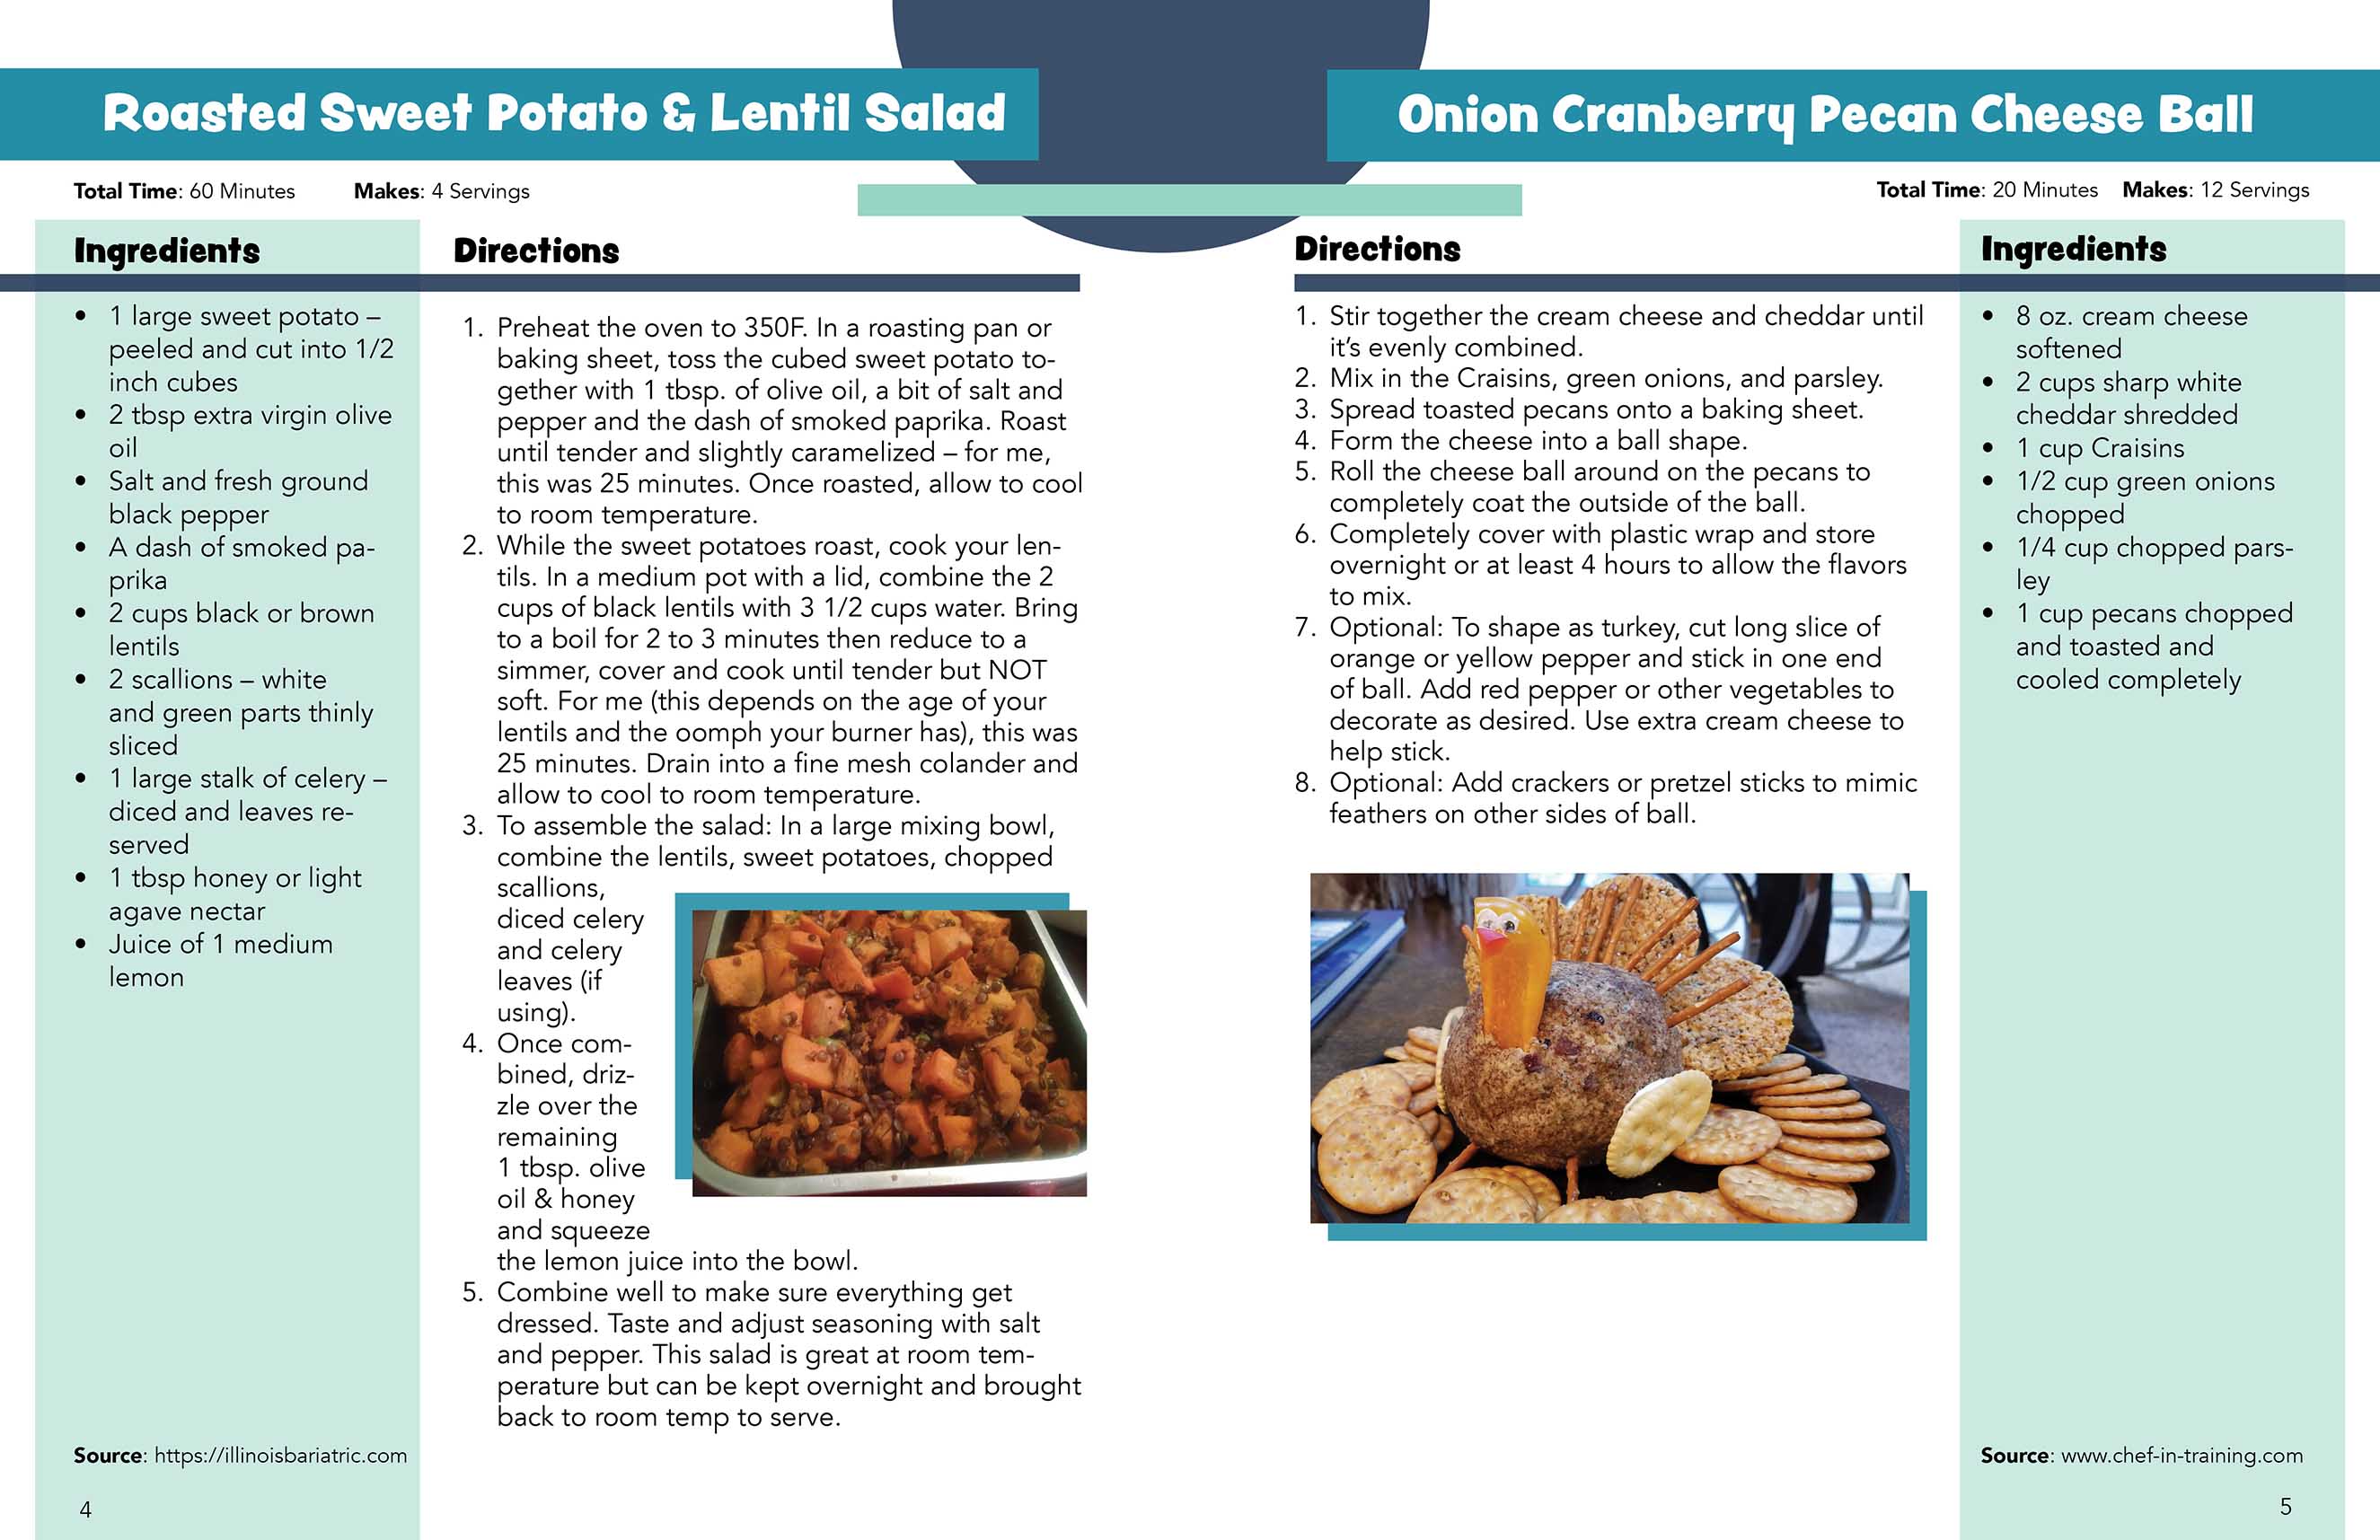 Roasted Sweet Potato & Lentil Salad
Total Time: 60 Minutes Makes: 4 Servings
Ingredients
• 1 large sweet potato –
peeled and cut into 1/2
inch cubes
• 2 tbsp extra virgin olive
oil
• Salt and fresh ground
black pepper
• A dash of smoked pa-
prika
• 2 cups black or brown
lentils
• 2 scallions – white
and green parts thinly
sliced
• 1 large stalk of celery –
diced and leaves re-
served
• 1 tbsp honey or light
agave nectar
• Juice of 1 medium
lemon
Source: https://illinoisbariatric.com
4
Directions
1. Preheat the oven to 350F. In a roasting pan or
baking sheet, toss the cubed sweet potato to-
gether with 1 tbsp. of olive oil, a bit of salt and
pepper and the dash of smoked paprika. Roast
until tender and slightly caramelized – for me,
this was 25 minutes. Once roasted, allow to cool
to room temperature.
2. While the sweet potatoes roast, cook your len-
tils. In a medium pot with a lid, combine the 2
cups of black lentils with 3 1/2 cups water. Bring
to a boil for 2 to 3 minutes then reduce to a
simmer, cover and cook until tender but NOT
soft. For me (this depends on the age of your
lentils and the oomph your burner has), this was
25 minutes. Drain into a fine mesh colander and
allow to cool to room temperature.
3. To assemble the salad: In a large mixing bowl,
combine the lentils, sweet potatoes, chopped
scallions,
diced celery
and celery
leaves (if
using).
4. Once com-
bined, driz-
zle over the
remaining
1 tbsp. olive
oil & honey
and squeeze
the lemon juice into the bowl.
5. Combine well to make sure everything get
dressed. Taste and adjust seasoning with salt
and pepper. This salad is great at room tem-
perature but can be kept overnight and brought
back to room temp to serve.
Onion Cranberry Pecan Cheese Ball
Total Time: 20 Minutes Makes: 12 Servings
Directions
1. Stir together the cream cheese and cheddar until
it's evenly combined.
2. Mix in the Craisins, green onions, and parsley.
3. Spread toasted pecans onto a baking sheet.
4. Form the cheese into a ball shape.
5. Roll the cheese ball around on the pecans to
completely coat the outside of the ball.
6. Completely cover with plastic wrap and store
overnight or at least 4 hours to allow the flavors
to mix.
7. Optional: To shape as turkey, cut long slice of
orange or yellow pepper and stick in one end
of ball. Add red pepper or other vegetables to
decorate as desired. Use extra cream cheese to
help stick.
8. Optional: Add crackers or pretzel sticks to mimic
feathers on other sides of ball.
Ingredients
• 8 oz. cream cheese
softened
• 2 cups sharp white
cheddar shredded
• 1 cup Craisins
• 1/2 cup green onions
chopped
• 1/4 cup chopped pars-
ley
• 1 cup pecans chopped
and toasted and
cooled completely
Source: www.chef-in-training.com
5